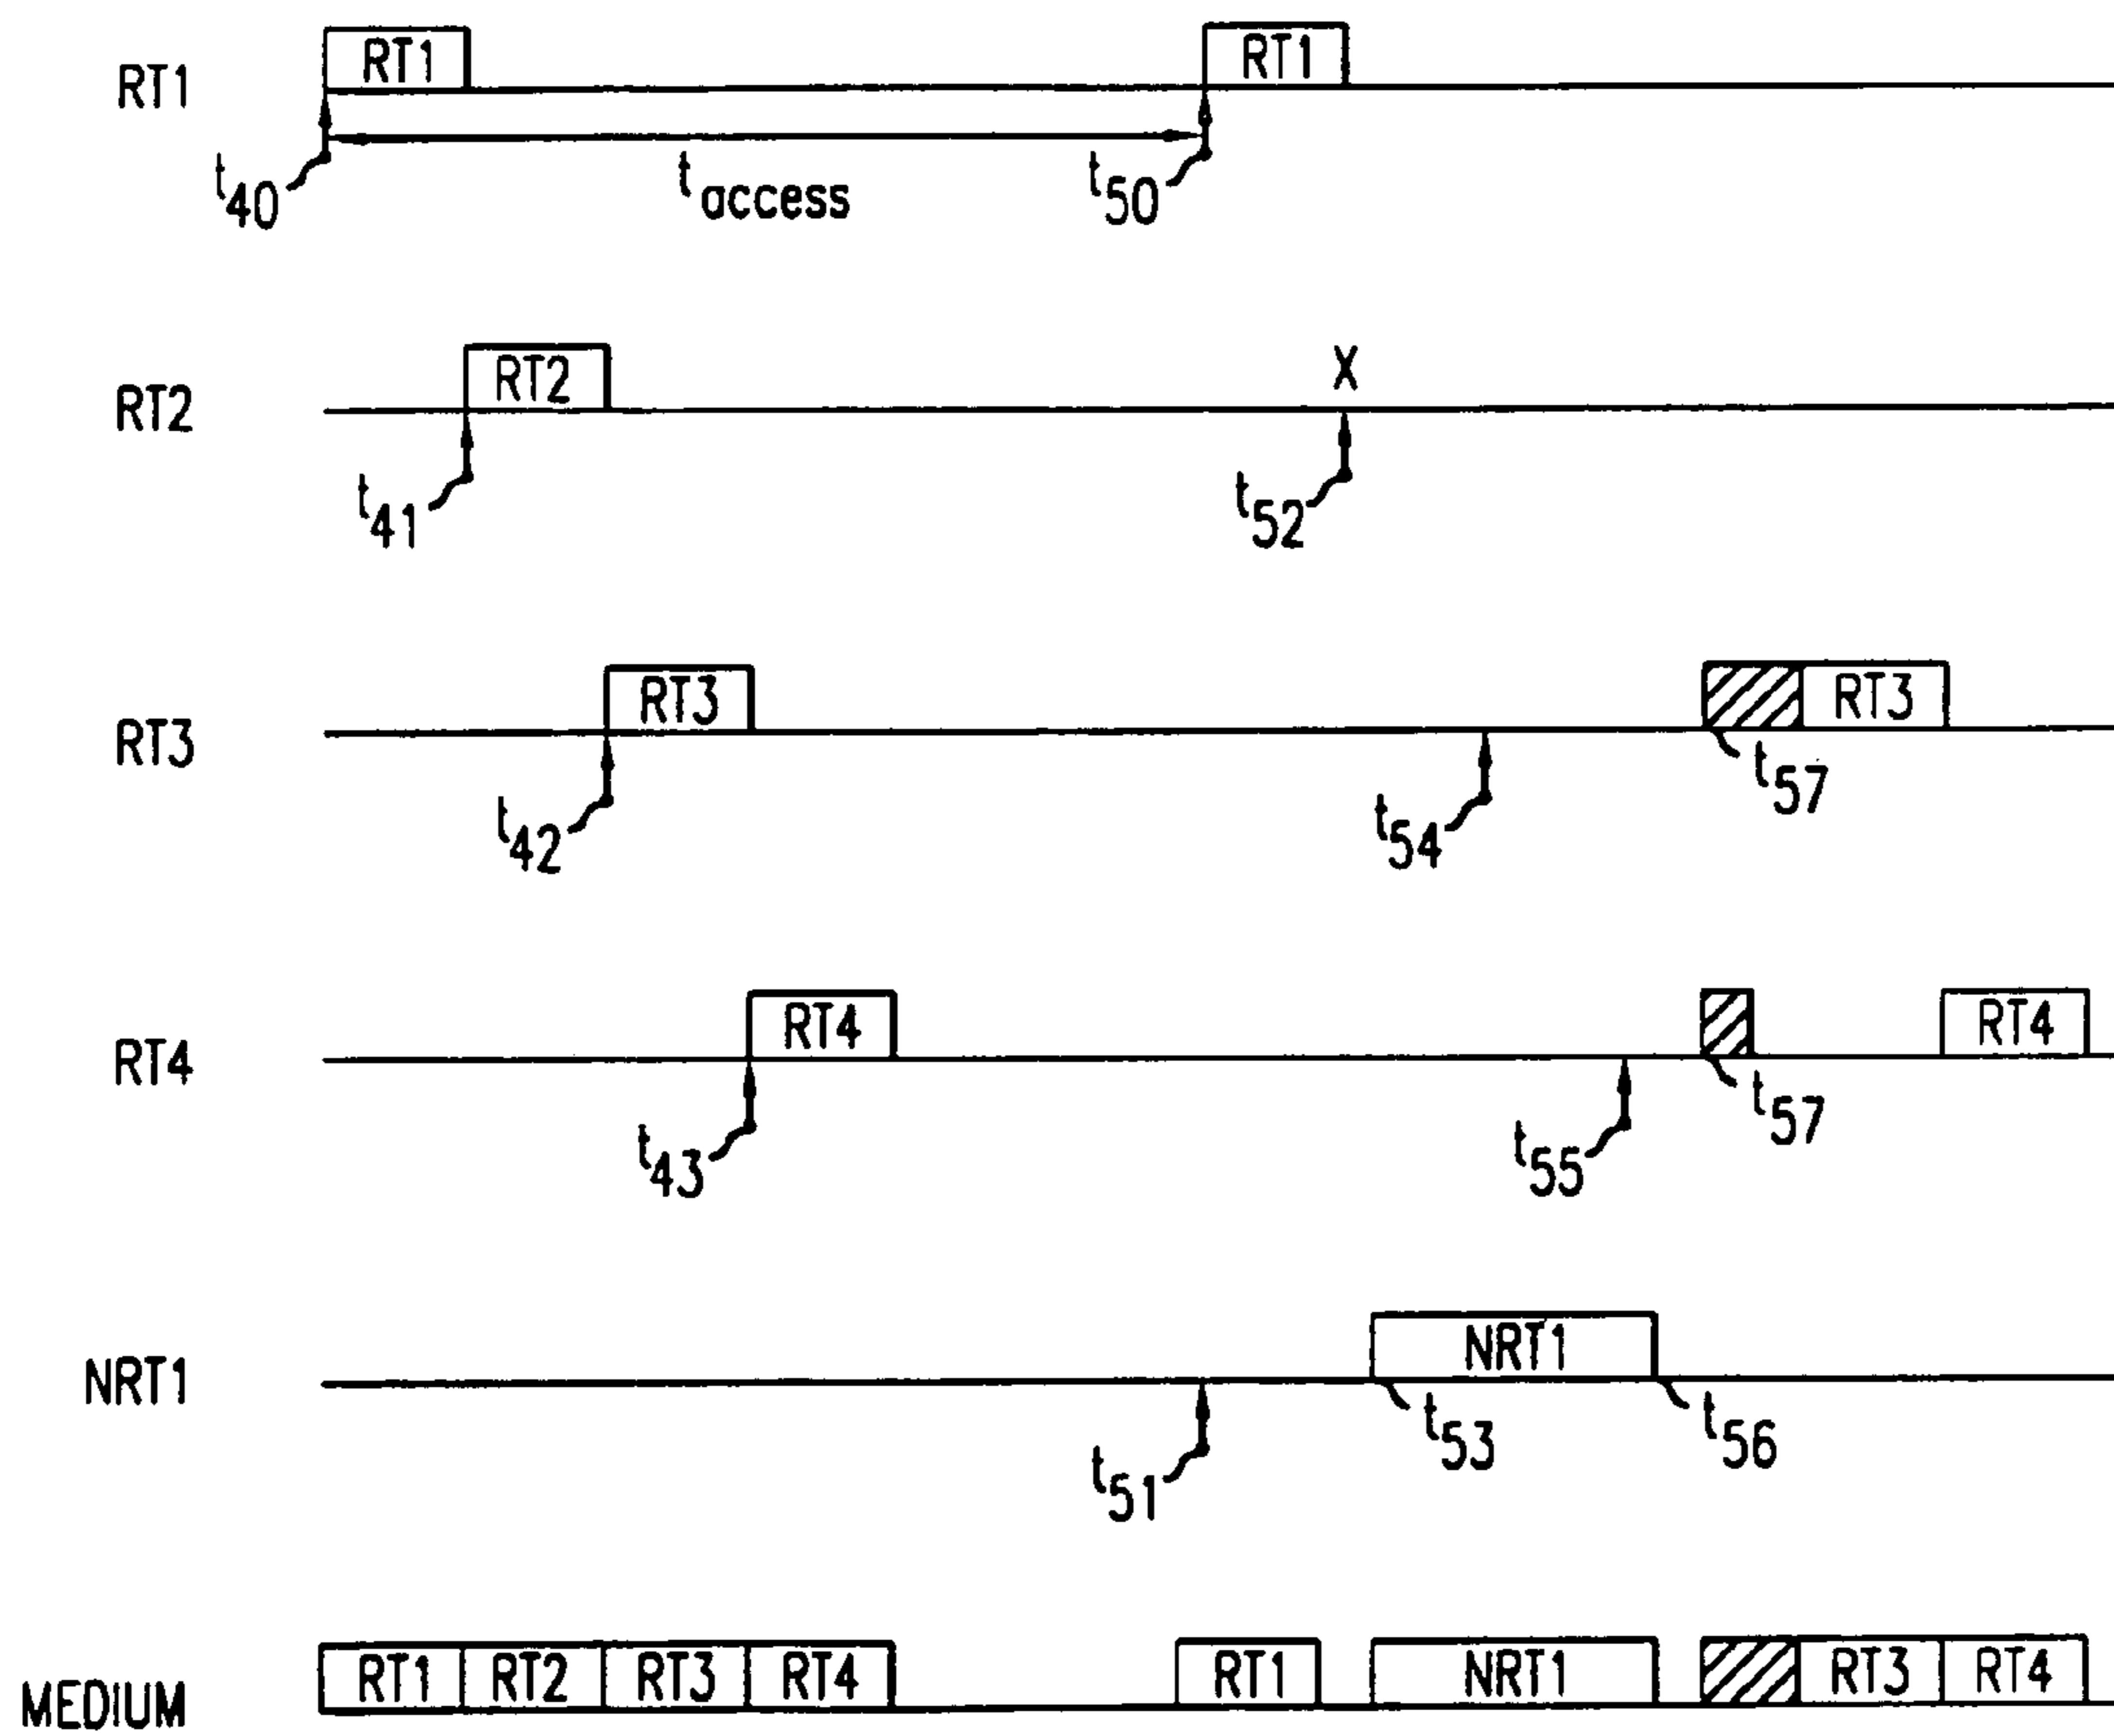 RT1 RT1 RT1
t40 taccess t50
RT2 RT2 X
t41 t52
RT3 RT3 RT3
t42 t54 t57
RT4 RT4 RT4
t43 t55 t57
NRT1 NRT1
t51 t53 t56
MEDIUM RT1 RT2 RT3 RT4 RT1 NRT1 RT3 RT4